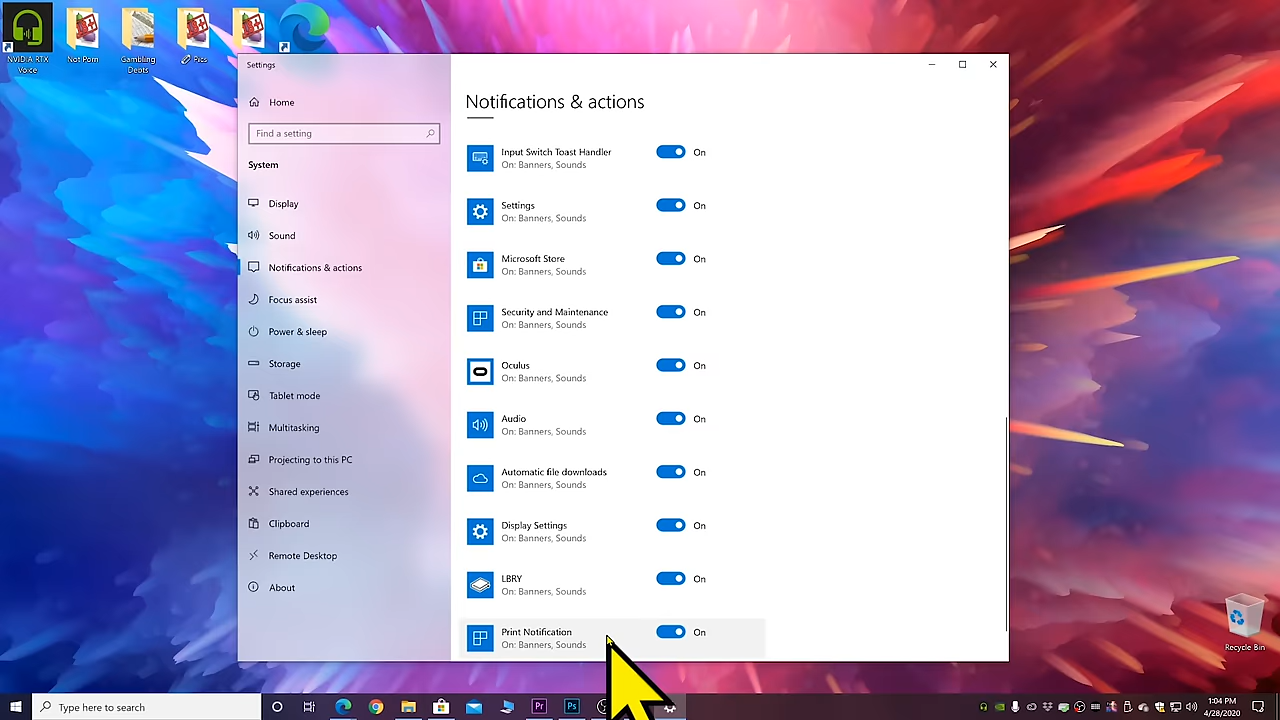 NVIDIA RTX
Voice
Not Porn
Gambling
Debts
Pics
Settings
Home
Find a setting
System
Display
Sound
Notifications & actions
Focus assist
Power & sleep
Storage
Tablet mode
Multitasking
Projecting to this PC
Shared experiences
Clipboard
Remote Desktop
About
Notifications & actions
Input Switch Toast Handler
On: Banners, Sounds
On
Settings
On: Banners, Sounds
On
Microsoft Store
On: Banners, Sounds
On
Security and Maintenance
On: Banners, Sounds
On
Oculus
On: Banners, Sounds
On
Audio
On: Banners, Sounds
On
Automatic file downloads
On: Banners, Sounds
On
Display Settings
On: Banners, Sounds
On
LBRY
On: Banners, Sounds
On
Print Notification
On: Banners, Sounds
On
Recycle Bin
Type here to search
Pr
Ps
1:04 PM
4/28/2020